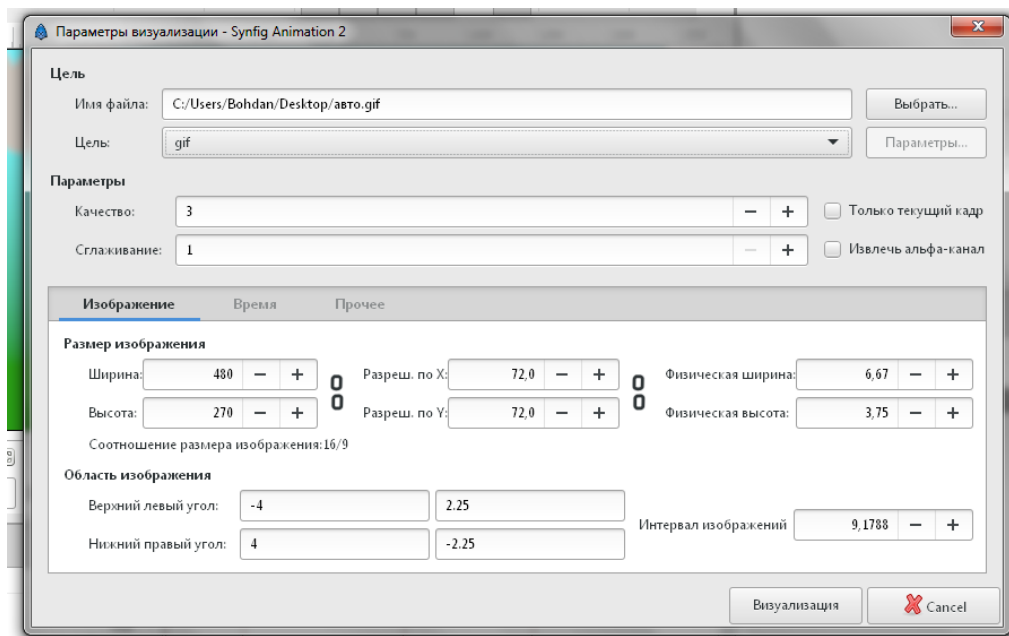 Параметры визуализации - Synfig Animation 2
Цель
Имя файла: C:/Users/Bohdan/Desktop/авто.gif Выбрать...
Цель: gif Параметры...
Параметры
Качество: 3 − + Только текущий кадр
Сглаживание: 1 − + Извлечь альфа-канал
Изображение Время Прочее
Размер изображения
Ширина: 480 − + Разреш. по X: 72,0 − + Физическая ширина: 6,67 − +
Высота: 270 − + Разреш. по Y: 72,0 − + Физическая высота: 3,75 − +
Соотношение размера изображения:16/9
Область изображения
Верхний левый угол: -4 2.25
Интервал изображений 9,1788 − +
Нижний правый угол: 4 -2.25
Визуализация Cancel